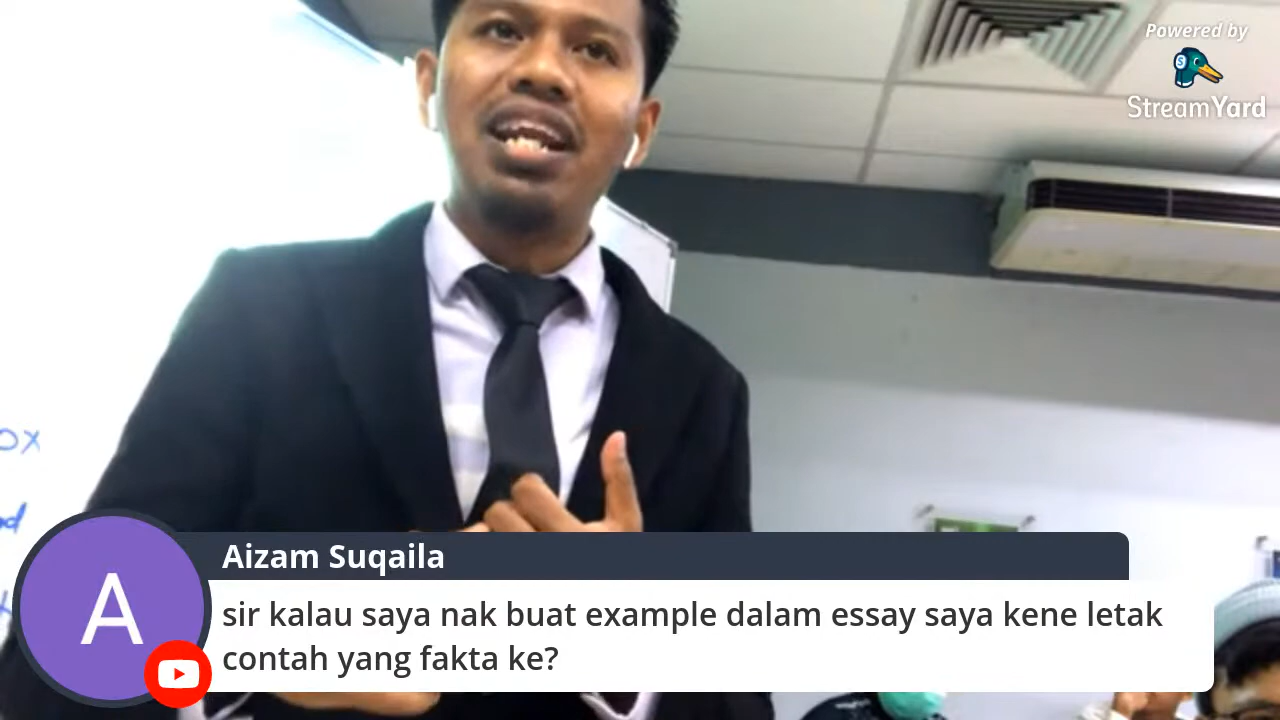 Powered by
StreamYard
ox
A
Aizam Suqaila
sir kalau saya nak buat example dalam essay saya kene letak
contah yang fakta ke?